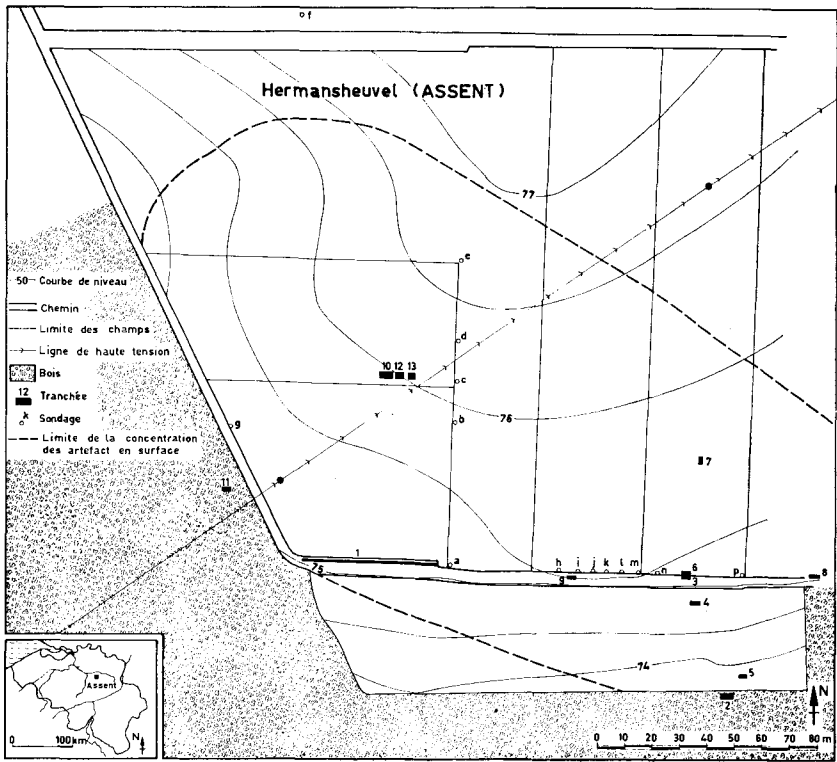 f
Hermansheuvel (ASSENT)
77
e
50 Courbe de niveau
Chemin
Limite des champs
d
Ligne de haute tension
10 12 13
Bois
c
12 Tranchée
76
k Sondage
g
b
Limite de la concentration
des artefact en surface
7
11
1
a
h i j k l m n
6
p
8
75
9
3
4
74
5
2
Assent
N
0 100km
N
0 10 20 30 40 50 60 70 80 m